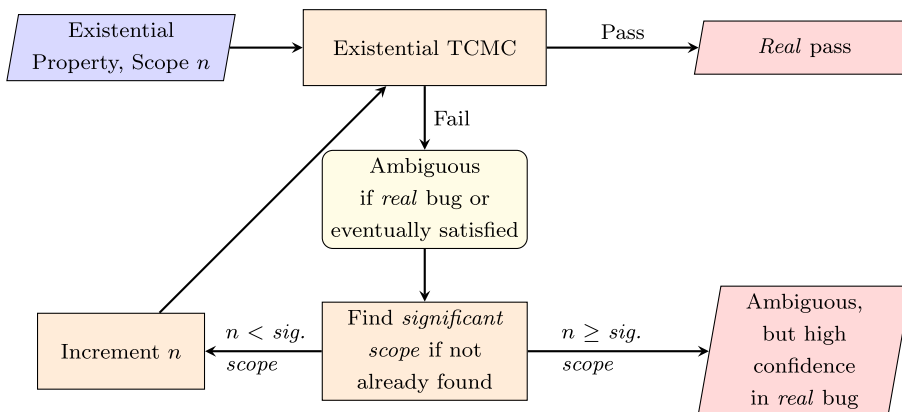 Existential
Property, Scope n
Existential TCMC
Pass
Real pass
Fail
Ambiguous
if real bug or
eventually satisfied
Increment n
n < sig.
scope
Find significant
scope if not
already found
n ≥ sig.
scope
Ambiguous,
but high
confidence
in real bug